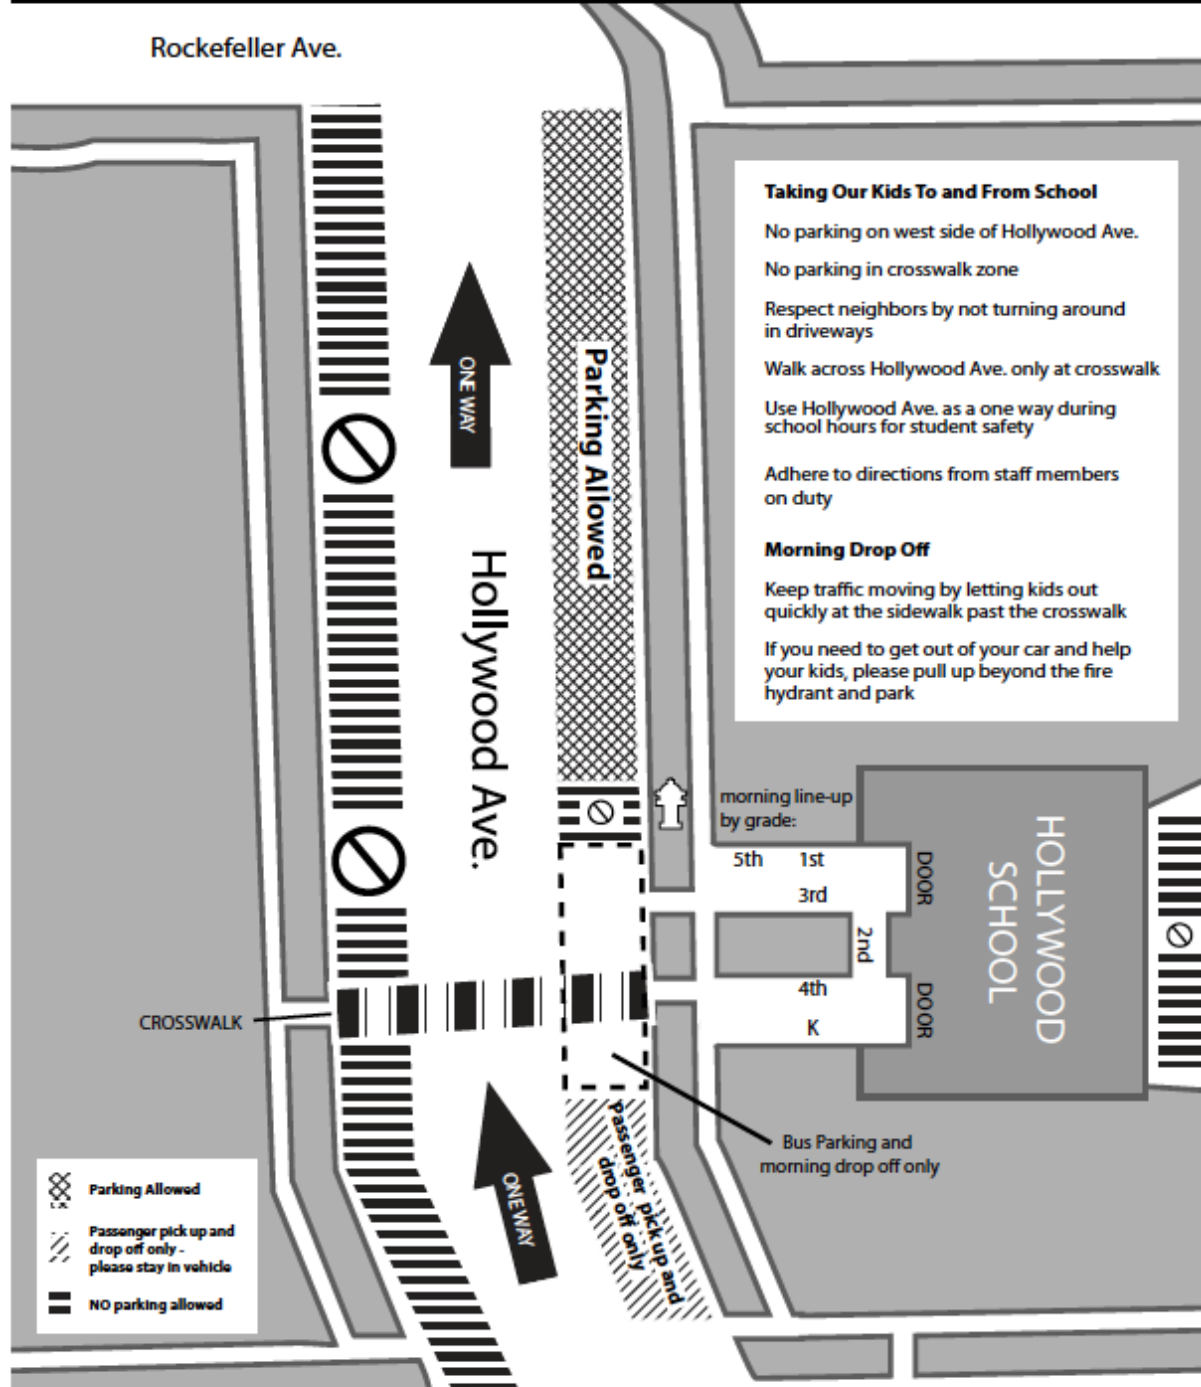 Rockefeller Ave.
Taking Our Kids To and From School
No parking on west side of Hollywood Ave.
No parking in crosswalk zone
Respect neighbors by not turning around
in driveways
Walk across Hollywood Ave. only at crosswalk
Use Hollywood Ave. as a one way during
school hours for student safety
Adhere to directions from staff members
on duty
Morning Drop Off
Keep traffic moving by letting kids out
quickly at the sidewalk past the crosswalk
If you need to get out of your car and help
your kids, please pull up beyond the fire
hydrant and park
ONE WAY
Parking Allowed
Hollywood Ave.
morning line-up
by grade:
5th 1st
3rd
2nd
4th
K
DOOR
DOOR
HOLLYWOOD
SCHOOL
CROSSWALK
ONE WAY
Passenger pick up and
drop off only
Bus Parking and
morning drop off only
Parking Allowed
Passenger pick up and
drop off only -
please stay in vehicle
NO parking allowed